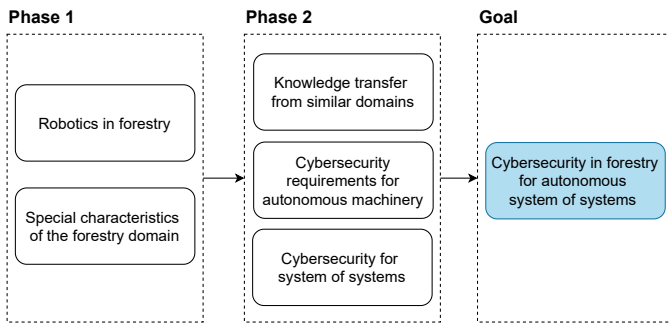 Phase 1
Robotics in forestry
Special characteristics
of the forestry domain
Phase 2
Knowledge transfer
from similar domains
Cybersecurity
requirements for
autonomous machinery
Cybersecurity for
system of systems
Goal
Cybersecurity in forestry
for autonomous
system of systems